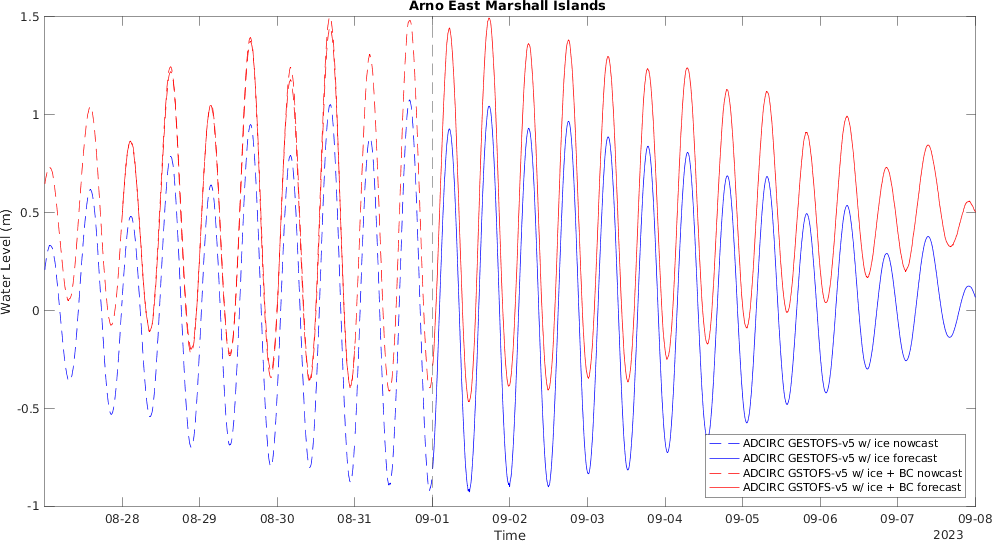 Arno East Marshall Islands
1.5
1
0.5
0
-0.5
-1
Water Level (m)
08-28
08-29
08-30
08-31
09-01
09-02
09-03
09-04
09-05
09-06
09-07
09-08
Time
2023
ADCIRC GESTOFS-v5 w/ ice nowcast
ADCIRC GESTOFS-v5 w/ ice forecast
ADCIRC GSTOFS-v5 w/ ice + BC nowcast
ADCIRC GSTOFS-v5 w/ ice + BC forecast